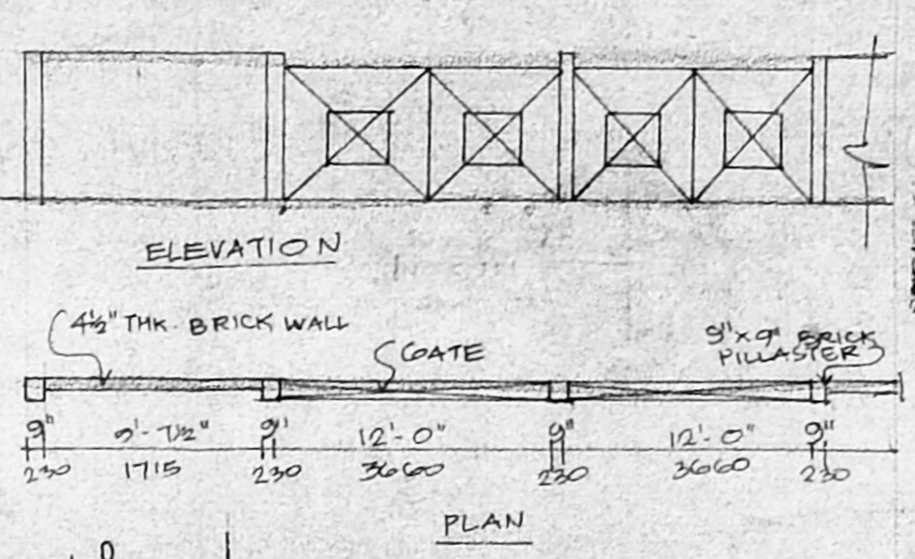 ELEVATION
4½" THK. BRICK WALL
GATE
9"x9" BRICK
PILLASTER
9" 5'-7½" 9" 12'-0" 9" 12'-0" 9"
230 1715 230 3660 230 3660 230
PLAN